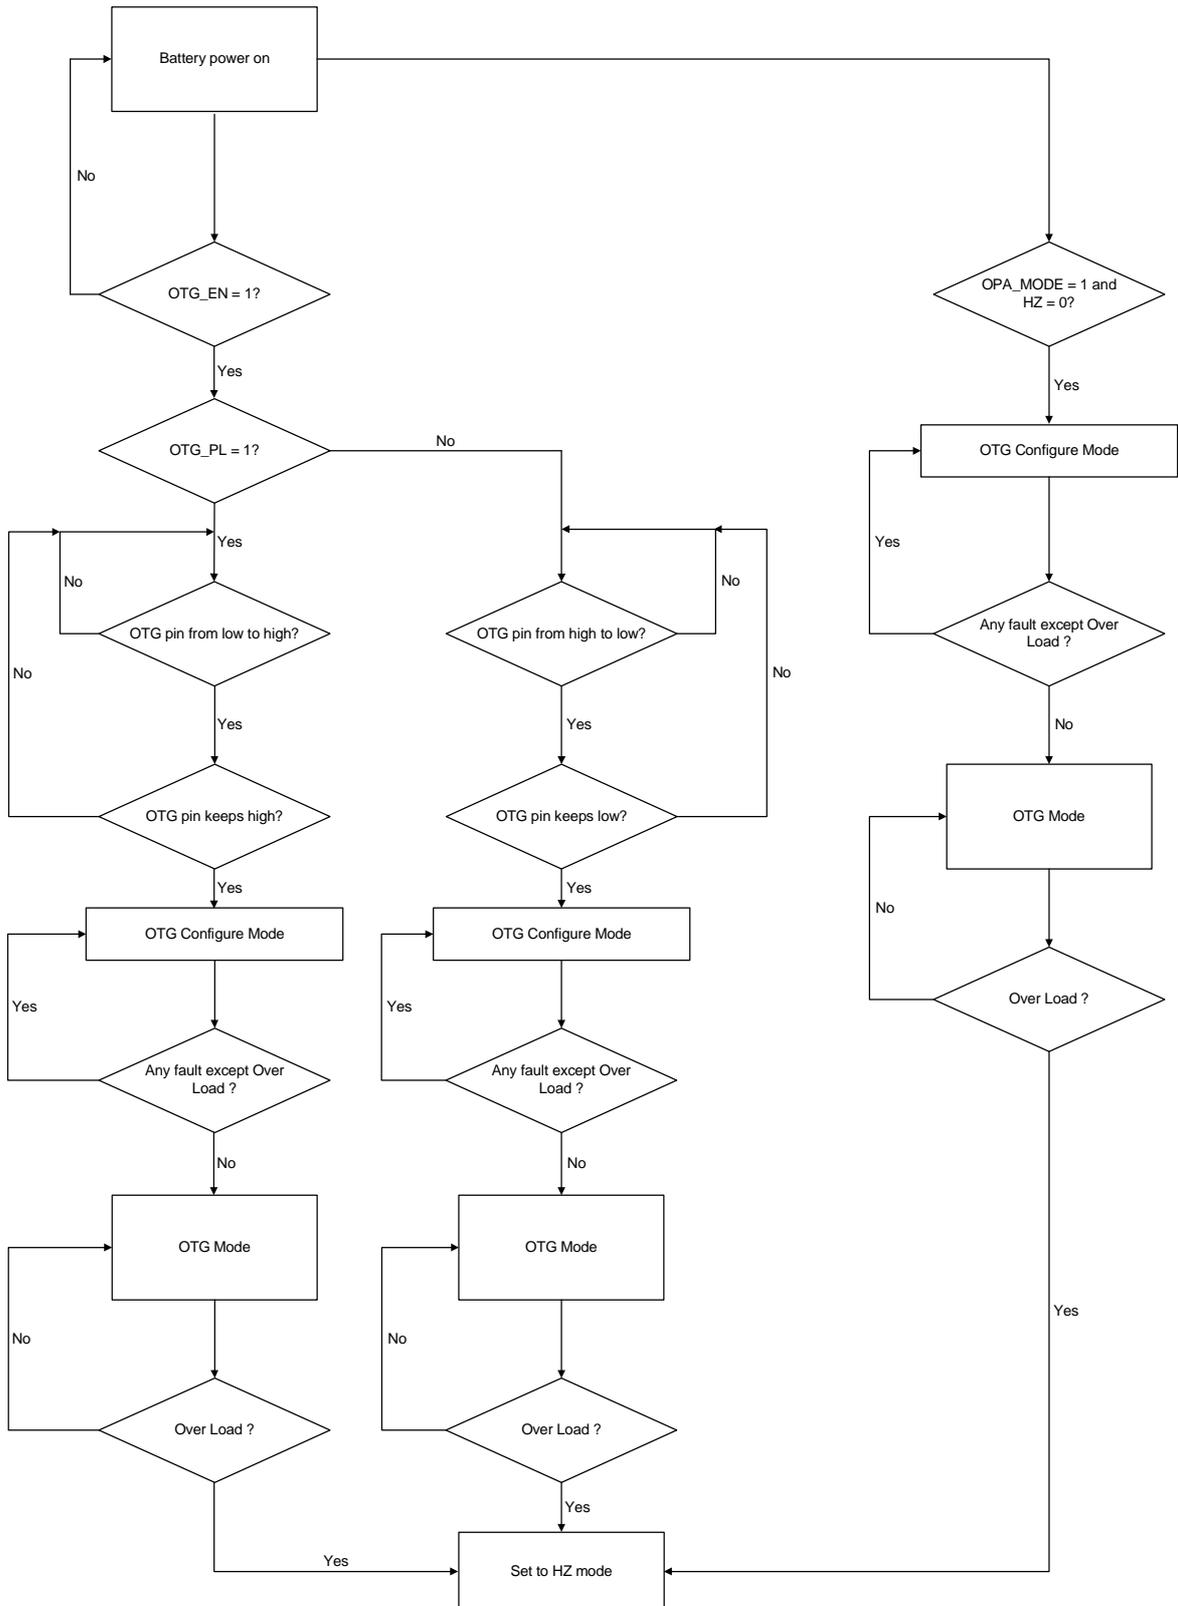 Battery power on
No
OTG_EN = 1?
OPA_MODE = 1 and
HZ = 0?
Yes
Yes
OTG_PL = 1?
No
OTG Configure Mode
Yes
Yes
No
No
OTG pin from low to high?
OTG pin from high to low?
Any fault except Over
Load ?
No
No
Yes
Yes
No
OTG pin keeps high?
OTG pin keeps low?
OTG Mode
Yes
Yes
No
OTG Configure Mode
OTG Configure Mode
Yes
Yes
Over Load ?
Any fault except Over
Load ?
Any fault except Over
Load ?
No
No
OTG Mode
OTG Mode
Yes
No
No
Over Load ?
Over Load ?
Yes
Yes
Set to HZ mode